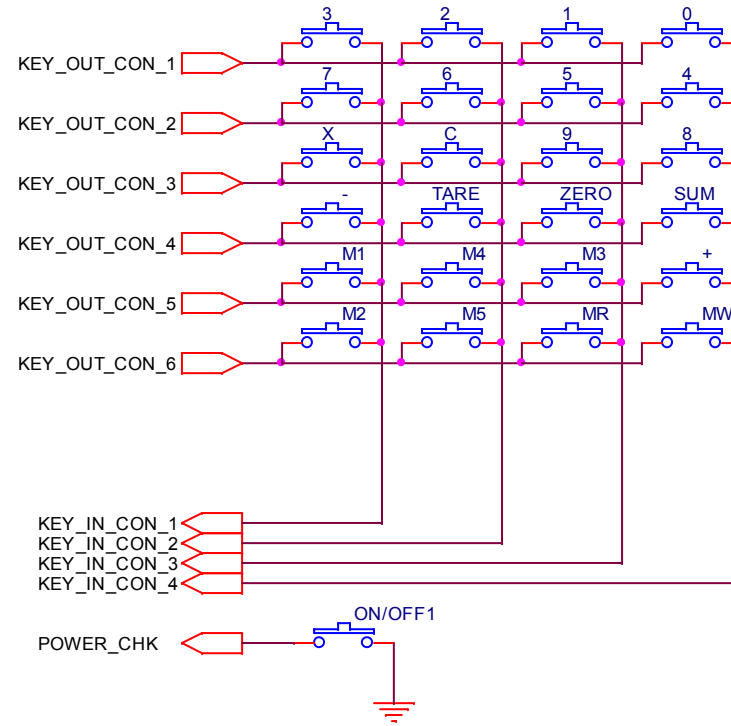 3 2 1 0
KEY_OUT_CON_1
7 6 5 4
KEY_OUT_CON_2
X C 9 8
KEY_OUT_CON_3
- TARE ZERO SUM
KEY_OUT_CON_4
M1 M4 M3 +
KEY_OUT_CON_5
M2 M5 MR MW
KEY_OUT_CON_6
KEY_IN_CON_1
KEY_IN_CON_2
KEY_IN_CON_3
KEY_IN_CON_4
ON/OFF1
POWER_CHK